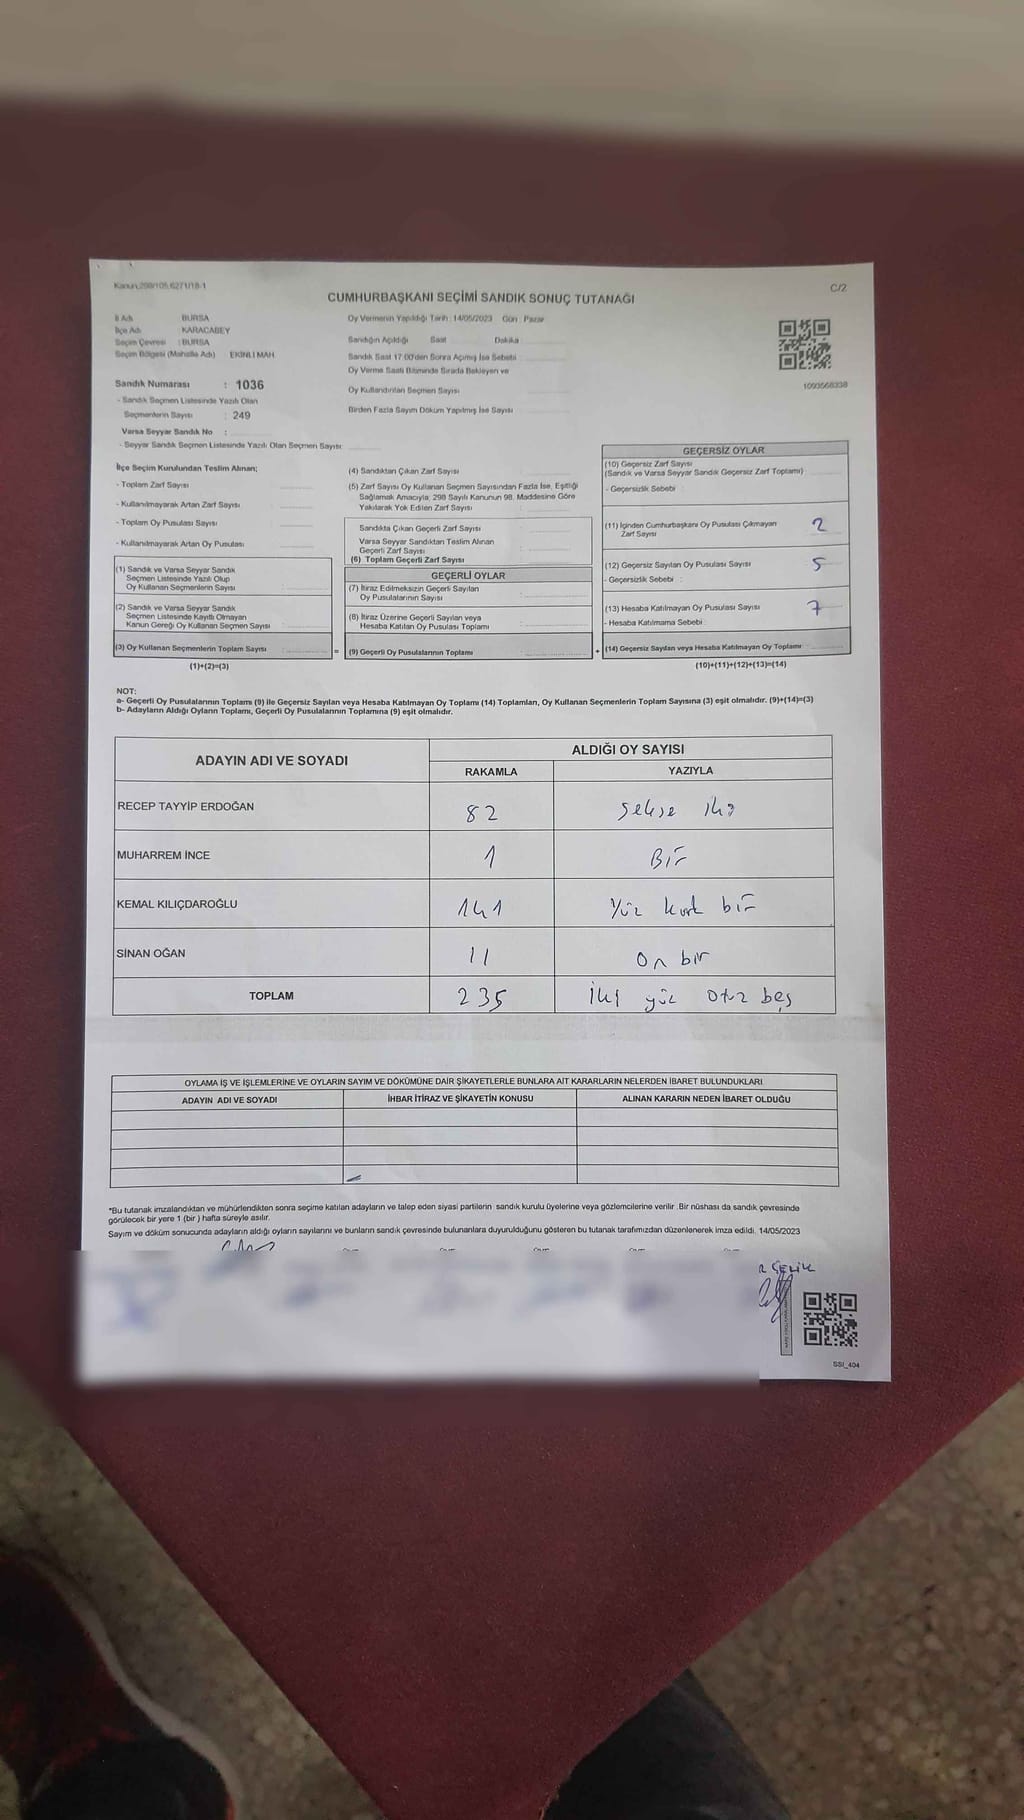 Kanun,298/105,6271/18-1
C/2
CUMHURBAŞKANI SEÇİMİ SANDIK SONUÇ TUTANAĞI
İl Adı BURSA
İlçe Adı KARACABEY
Seçim Çevresi : BURSA
Seçim Bölgesi (Mahalle Adı) EKİNLİ MAH
Sandık Numarası : 1036
- Sandık Seçmen Listesinde Yazılı Olan
Seçmenlerin Sayısı : 249
Varsa Seyyar Sandık No :
- Seyyar Sandık Seçmen Listesinde Yazılı Olan Seçmen Sayısı:
Oy Vermenin Yapıldığı Tarih : 14/05/2023 Gün : Pazar
Sandığın Açıldığı Saat Dakika
Sandık Saat 17:00'den Sonra Açılmış İse Sebebi
Oy Verme Saati Bitiminde Sırada Bekleyen ve
Oy Kullandırılan Seçmen Sayısı
Birden Fazla Sayım Döküm Yapılmış İse Sayısı
1093568338
İlçe Seçim Kurulundan Teslim Alınan;
- Toplam Zarf Sayısı
- Kullanılmayarak Artan Zarf Sayısı
- Toplam Oy Pusulası Sayısı
- Kullanılmayarak Artan Oy Pusulası
(1) Sandık ve Varsa Seyyar Sandık
Seçmen Listesinde Yazılı Olup
Oy Kullanan Seçmenlerin Sayısı
(2) Sandık ve Varsa Seyyar Sandık
Seçmen Listesinde Kayıtlı Olmayan
Kanun Gereği Oy Kullanan Seçmen Sayısı
(3) Oy Kullanan Seçmenlerin Toplam Sayısı
(1)+(2)=(3)
(4) Sandıktan Çıkan Zarf Sayısı
(5) Zarf Sayısı Oy Kullanan Seçmen Sayısından Fazla İse, Eşitliği
Sağlamak Amacıyla; 298 Sayılı Kanunun 98. Maddesine Göre
Yakılarak Yok Edilen Zarf Sayısı
Sandıkta Çıkan Geçerli Zarf Sayısı
Varsa Seyyar Sandıktan Teslim Alınan
Geçerli Zarf Sayısı
(6) Toplam Geçerli Zarf Sayısı
GEÇERLİ OYLAR
(7) İtiraz Edilmeksizin Geçerli Sayılan
Oy Pusulalarının Sayısı
(8) İtiraz Üzerine Geçerli Sayılan veya
Hesaba Katılan Oy Pusulası Toplamı
= (9) Geçerli Oy Pusulalarının Toplamı
GEÇERSİZ OYLAR
(10) Geçersiz Zarf Sayısı
(Sandık ve Varsa Seyyar Sandık Geçersiz Zarf Toplamı)
- Geçersizlik Sebebi :
(11) İçinden Cumhurbaşkanı Oy Pusulası Çıkmayan 2
Zarf Sayısı
(12) Geçersiz Sayılan Oy Pusulası Sayısı 5
- Geçersizlik Sebebi :
(13) Hesaba Katılmayan Oy Pusulası Sayısı 7
- Hesaba Katılmama Sebebi :
+ (14) Geçersiz Sayılan veya Hesaba Katılmayan Oy Toplamı
(10)+(11)+(12)+(13)=(14)
NOT:
a- Geçerli Oy Pusulalarının Toplamı (9) ile Geçersiz Sayılan veya Hesaba Katılmayan Oy Toplamı (14) Toplamları, Oy Kullanan Seçmenlerin Toplam Sayısına (3) eşit olmalıdır. (9)+(14)=(3)
b- Adayların Aldığı Oyların Toplamı, Geçerli Oy Pusulalarının Toplamına (9) eşit olmalıdır.
ADAYIN ADI VE SOYADI ALDIĞI OY SAYISI
RAKAMLA YAZIYLA
RECEP TAYYİP ERDOĞAN 82 Sekse iki
MUHARREM İNCE 1 Bir
KEMAL KILIÇDAROĞLU 141 Yüz kırk bir
SİNAN OĞAN 11 On bir
TOPLAM 235 İki yüz otuz beş
OYLAMA İŞ VE İŞLEMLERİNE VE OYLARIN SAYIM VE DÖKÜMÜNE DAİR ŞİKAYETLERLE BUNLARA AİT KARARLARIN NELERDEN İBARET BULUNDUKLARI
ADAYIN ADI VE SOYADI İHBAR İTİRAZ VE ŞİKAYETİN KONUSU ALINAN KARARIN NEDEN İBARET OLDUĞU
*Bu tutanak imzalandıktan ve mühürlendikten sonra seçime katılan adayların ve talep eden siyasi partilerin sandık kurulu üyelerine veya gözlemcilerine verilir. Bir nüshası da sandık çevresinde
görülecek bir yere 1 (bir) hafta süreyle asılır.
Sayım ve döküm sonucunda adayların aldığı oyların sayılarını ve bunların sandık çevresinde bulunanlara duyurulduğunu gösteren bu tutanak tarafımızdan düzenlenerek imza edildi. 14/05/2023
R ÇELİK
SSI_404